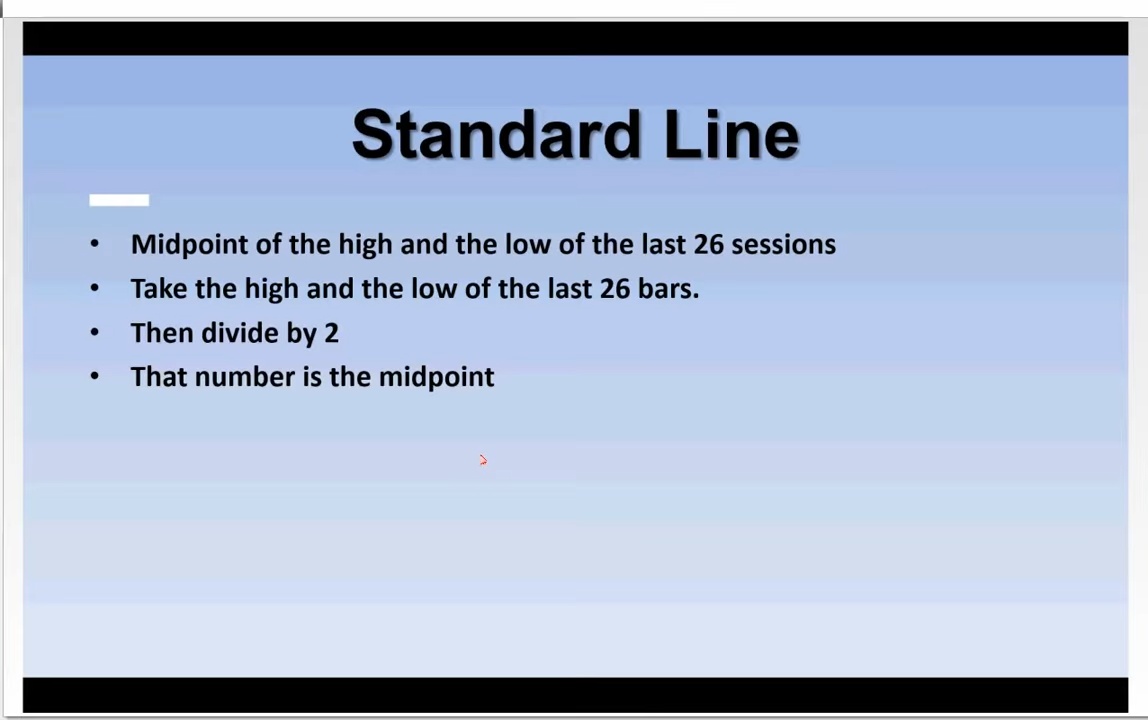 Standard Line
• Midpoint of the high and the low of the last 26 sessions
• Take the high and the low of the last 26 bars.
• Then divide by 2
• That number is the midpoint